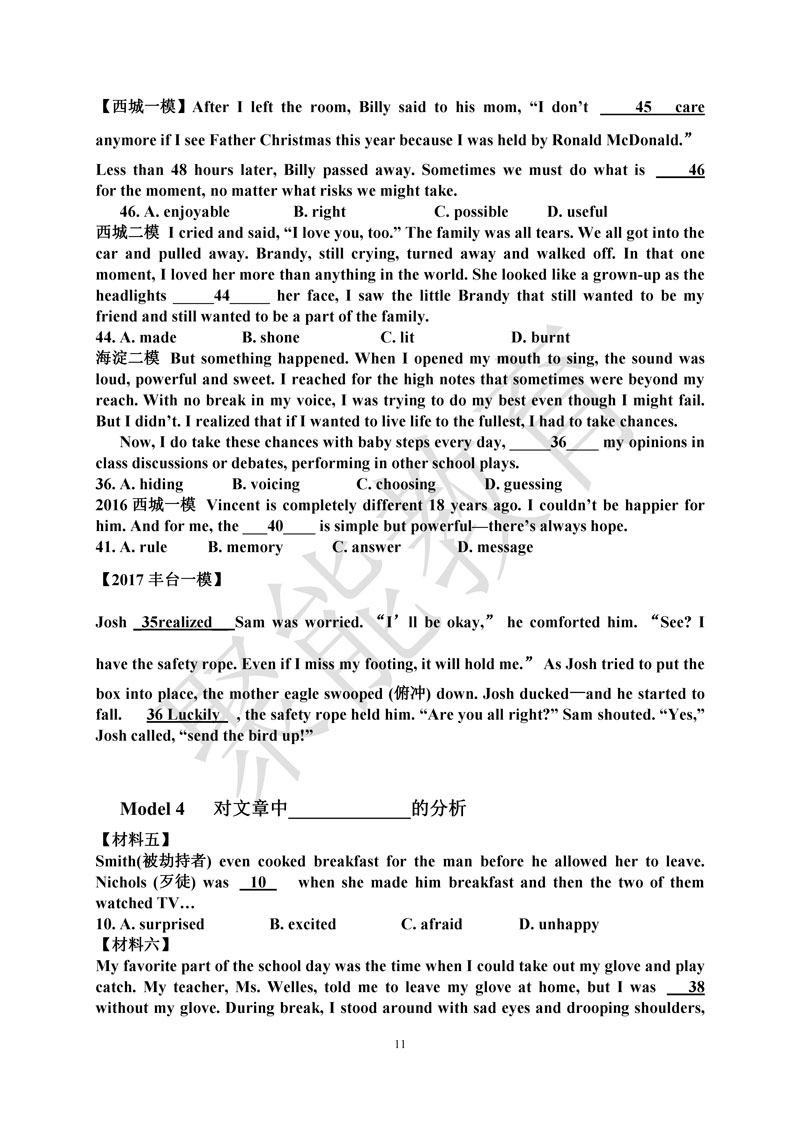 【西城一模】After I left the room, Billy said to his mom, “I don’t ____45__ care
anymore if I see Father Christmas this year because I was held by Ronald McDonald.”
Less than 48 hours later, Billy passed away. Sometimes we must do what is ____46
for the moment, no matter what risks we might take.
46. A. enjoyable B. right C. possible D. useful
西城二模 I cried and said, “I love you, too.” The family was all tears. We all got into the
car and pulled away. Brandy, still crying, turned away and walked off. In that one
moment, I loved her more than anything in the world. She looked like a grown-up as the
headlights _____44_____ her face, I saw the little Brandy that still wanted to be my
friend and still wanted to be a part of the family.
44. A. made B. shone C. lit D. burnt
海淀二模 But something happened. When I opened my mouth to sing, the sound was
loud, powerful and sweet. I reached for the high notes that sometimes were beyond my
reach. With no break in my voice, I was trying to do my best even though I might fail.
But I didn’t. I realized that if I wanted to live life to the fullest, I had to take chances.
Now, I do take these chances with baby steps every day, _____36____ my opinions in
class discussions or debates, performing in other school plays.
36. A. hiding B. voicing C. choosing D. guessing
2016 西城一模 Vincent is completely different 18 years ago. I couldn’t be happier for
him. And for me, the ___40____ is simple but powerful—there’s always hope.
41. A. rule B. memory C. answer D. message
【2017 丰台一模】
Josh _35realized__ Sam was worried. “I’ll be okay,” he comforted him. “See? I
have the safety rope. Even if I miss my footing, it will hold me.” As Josh tried to put the
box into place, the mother eagle swooped (俯冲) down. Josh ducked—and he started to
fall. 36 Luckily , the safety rope held him. “Are you all right?” Sam shouted. “Yes,”
Josh called, “send the bird up!”
Model 4 对文章中____________的分析
【材料五】
Smith(被劫持者) even cooked breakfast for the man before he allowed her to leave.
Nichols (歹徒) was _10_ when she made him breakfast and then the two of them
watched TV…
10. A. surprised B. excited C. afraid D. unhappy
【材料六】
My favorite part of the school day was the time when I could take out my glove and play
catch. My teacher, Ms. Welles, told me to leave my glove at home, but I was ___38
without my glove. During break, I stood around with sad eyes and drooping shoulders,
11
聚能教育